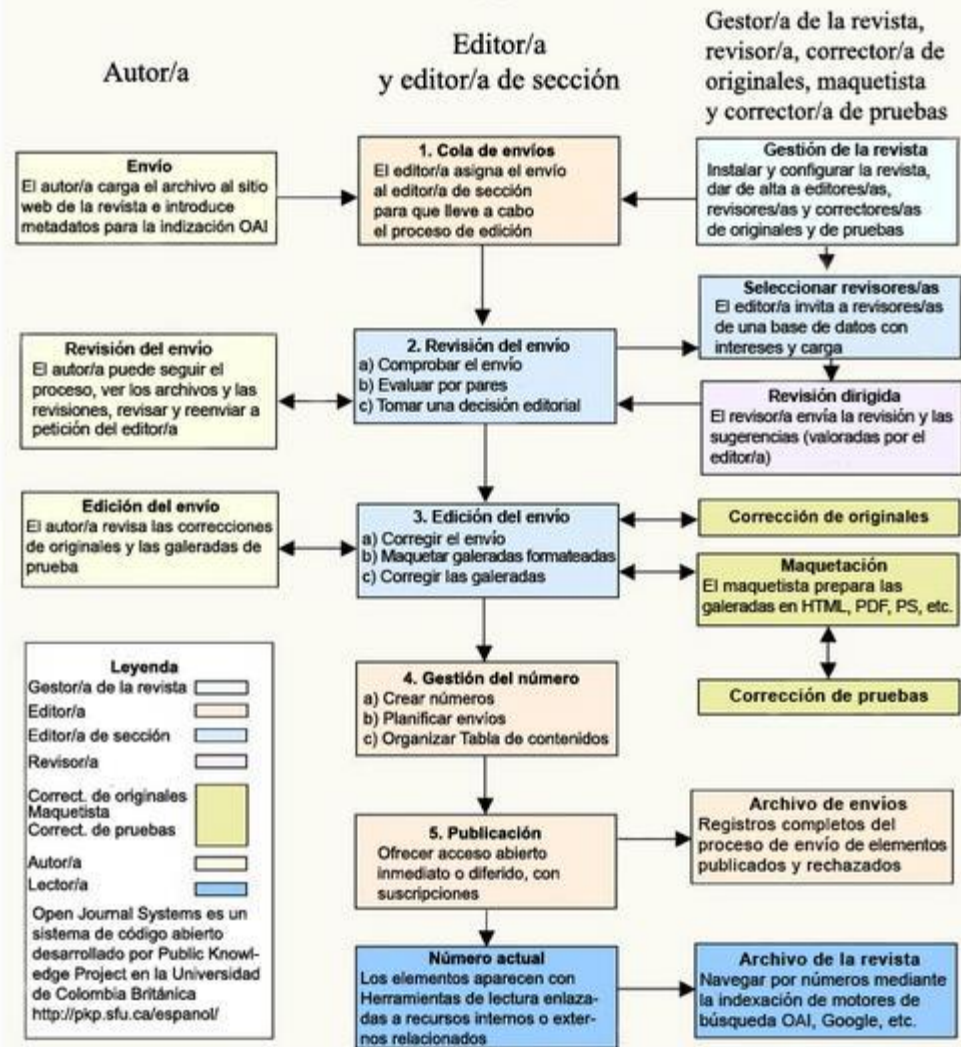 Autor/a
Editor/a
y editor/a de sección
Gestor/a de la revista,
revisor/a, corrector/a de
originales, maquetista
y corrector/a de pruebas
Envío
El autor/a carga el archivo al sitio
web de la revista e introduce
metadatos para la indización OAI
1. Cola de envíos
El editor/a asigna el envío
al editor/a de sección
para que lleve a cabo
el proceso de edición
Gestión de la revista
Instalar y configurar la revista,
dar de alta a editores/as,
revisores/as y correctores/as
de originales y de pruebas
Seleccionar revisores/as
El editor/a invita a revisores/as
de una base de datos con
intereses y carga
Revisión del envío
El autor/a puede seguir el
proceso, ver los archivos y las
revisiones, revisar y reenviar a
petición del editor/a
2. Revisión del envío
a) Comprobar el envío
b) Evaluar por pares
c) Tomar una decisión editorial
Revisión dirigida
El revisor/a envía la revisión y las
sugerencias (valoradas por el
editor/a)
Edición del envío
El autor/a revisa las correcciones
de originales y las galeradas de
prueba
3. Edición del envío
a) Corregir el envío
b) Maquetar galeradas formateadas
c) Corregir las galeradas
Corrección de originales
Maquetación
El maquetista prepara las
galeradas en HTML, PDF, PS, etc.
Corrección de pruebas
4. Gestión del número
a) Crear números
b) Planificar envíos
c) Organizar Tabla de contenidos
Leyenda
Gestor/a de la revista
Editor/a
Editor/a de sección
Revisor/a
Correct. de originales
Maquetista
Correct. de pruebas
Autor/a
Lector/a
Open Journal Systems es un
sistema de código abierto
desarrollado por Public Knowl-
edge Project en la Universidad
de Colombia Británica
http://pkp.sfu.ca/espanol/
5. Publicación
Ofrecer acceso abierto
inmediato o diferido, con
suscripciones
Archivo de envíos
Registros completos del
proceso de envío de elementos
publicados y rechazados
Número actual
Los elementos aparecen con
Herramientas de lectura enlaza-
das a recursos internos o exter-
nos relacionados
Archivo de la revista
Navegar por números mediante
la indexación de motores de
búsqueda OAI, Google, etc.